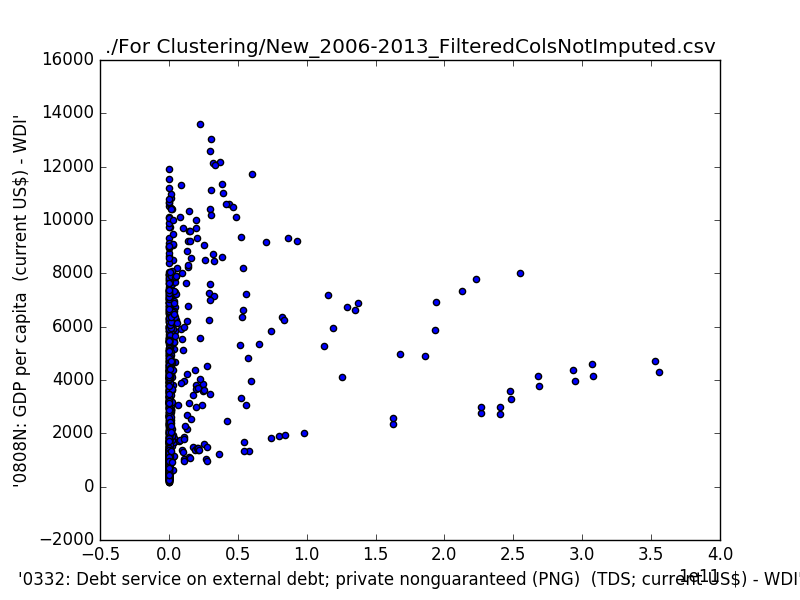 ./For Clustering/New_2006-2013_FilteredColsNotImputed.csv
16000
14000
12000
10000
8000
6000
4000
2000
0
−2000
'0808N: GDP per capita  (current US$) - WDI'
−0.5 0.0 0.5 1.0 1.5 2.0 2.5 3.0 3.5 4.0
1e11
'0332: Debt service on external debt; private nonguaranteed (PNG)  (TDS; current US$) - WDI'